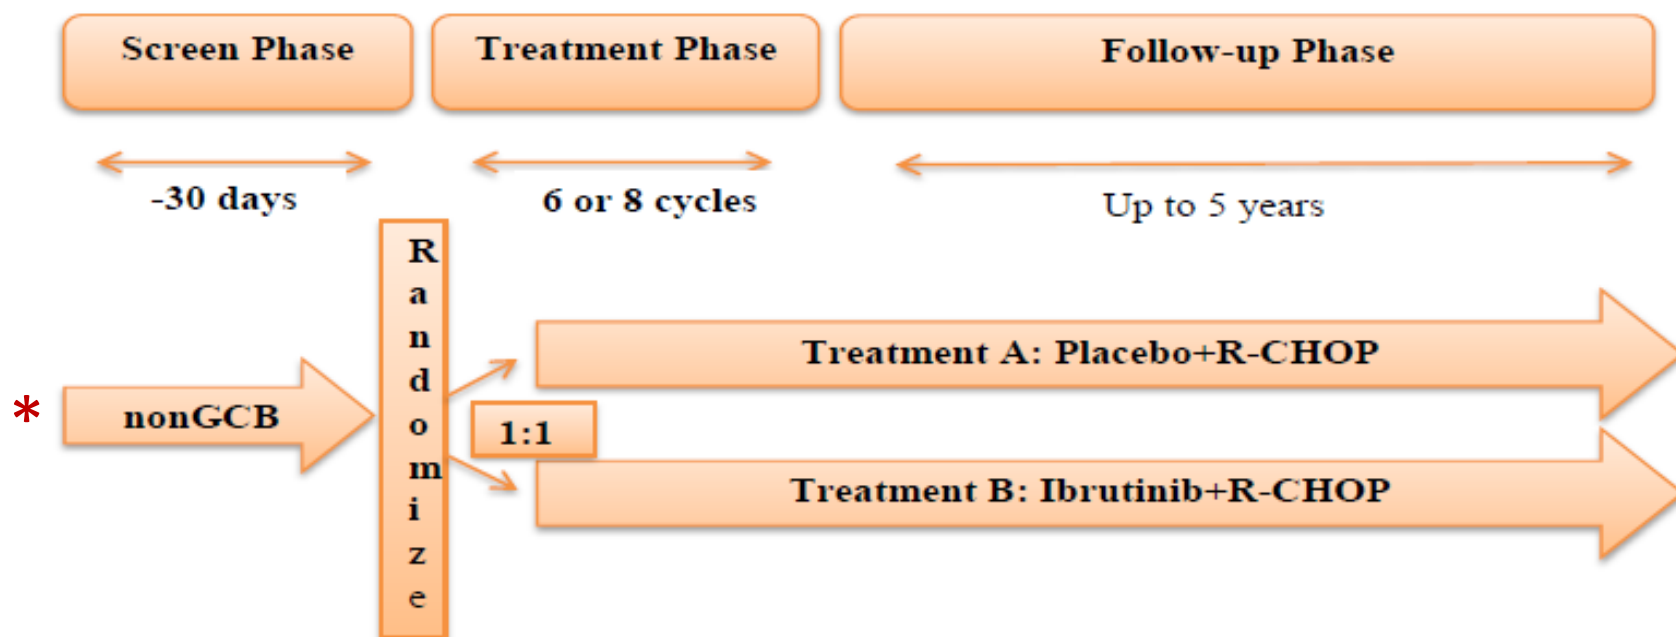 Screen Phase
Treatment Phase
Follow-up Phase
-30 days
6 or 8 cycles
Up to 5 years
Randomize
Treatment A: Placebo+R-CHOP
* nonGCB
1:1
Treatment B: Ibrutinib+R-CHOP